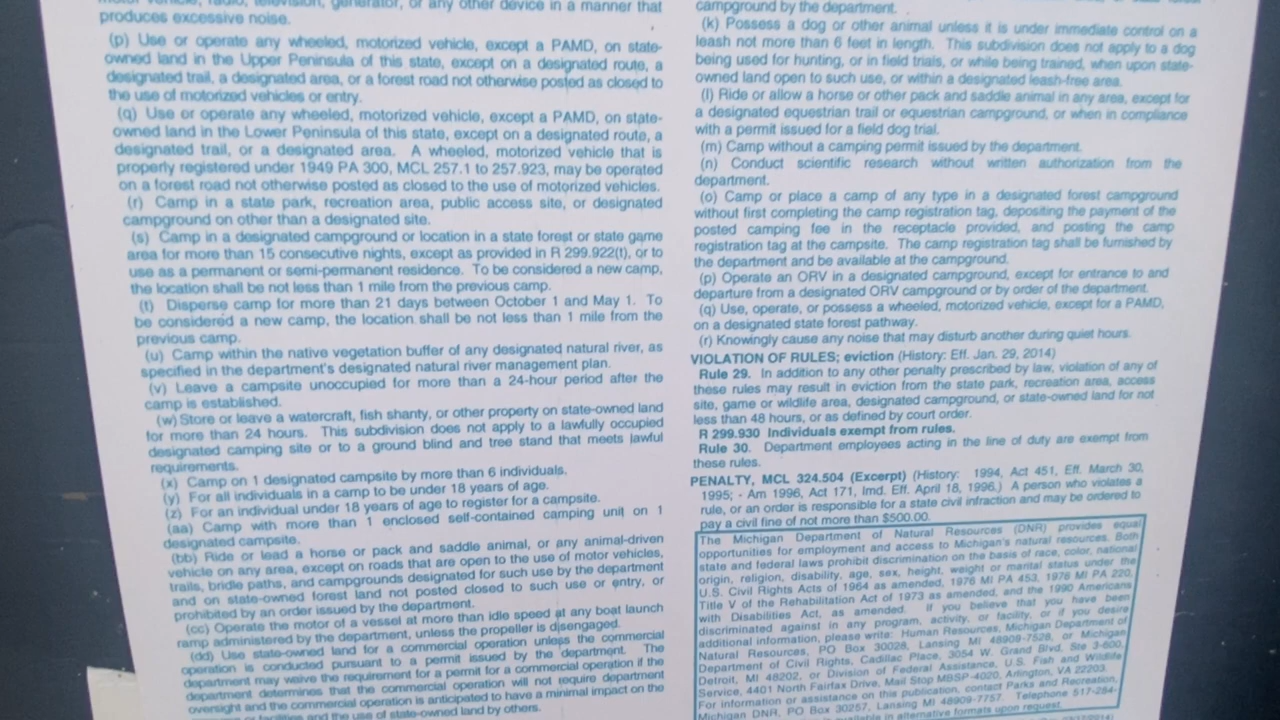 motor vehicle, radio, television, generator, or any other device in a manner that
produces excessive noise.
(p) Use or operate any wheeled, motorized vehicle, except a PAMD, on state-
owned land in the Upper Peninsula of this state, except on a designated route, a
designated trail, a designated area, or a forest road not otherwise posted as closed to
the use of motorized vehicles or entry.
(q) Use or operate any wheeled, motorized vehicle, except a PAMD, on state-
owned land in the Lower Peninsula of this state, except on a designated route, a
designated trail, or a designated area. A wheeled, motorized vehicle that is
properly registered under 1949 PA 300, MCL 257.1 to 257.923, may be operated
on a forest road not otherwise posted as closed to the use of motorized vehicles.
(r) Camp in a state park, recreation area, public access site, or designated
campground on other than a designated site.
(s) Camp in a designated campground or location in a state forest or state game
area for more than 15 consecutive nights, except as provided in R 299.922(t), or to
use as a permanent or semi-permanent residence. To be considered a new camp,
the location shall be not less than 1 mile from the previous camp.
(t) Disperse camp for more than 21 days between October 1 and May 1. To
be considered a new camp, the location shall be not less than 1 mile from the
previous camp.
(u) Camp within the native vegetation buffer of any designated natural river, as
specified in the department's designated natural river management plan.
(v) Leave a campsite unoccupied for more than a 24-hour period after the
camp is established.
(w) Store or leave a watercraft, fish shanty, or other property on state-owned land
for more than 24 hours. This subdivision does not apply to a lawfully occupied
designated camping site or to a ground blind and tree stand that meets lawful
requirements.
(x) Camp on 1 designated campsite by more than 6 individuals.
(y) For all individuals in a camp to be under 18 years of age.
(z) For an individual under 18 years of age to register for a campsite.
(aa) Camp with more than 1 enclosed self-contained camping unit on 1
designated campsite.
(bb) Ride or lead a horse or pack and saddle animal, or any animal-driven
vehicle on any area, except on roads that are open to the use of motor vehicles,
trails, bridle paths, and campgrounds designated for such use by the department
and on state-owned forest land not posted closed to such use or entry, or
prohibited by an order issued by the department.
(cc) Operate the motor of a vessel at more than idle speed at any boat launch
ramp administered by the department, unless the propeller is disengaged.
(dd) Use state-owned land for a commercial operation unless the commercial
operation is conducted pursuant to a permit issued by the department. The
department may waive the requirement for a permit for a commercial operation if the
department determines that the commercial operation will not require department
oversight and the commercial operation is anticipated to have a minimal impact on the
or facilities and the use of state-owned land by others.
campground by the department.
(k) Possess a dog or other animal unless it is under immediate control on a
leash not more than 6 feet in length. This subdivision does not apply to a dog
being used for hunting, or in field trials, or while being trained, when upon state-
owned land open to such use, or within a designated leash-free area.
(l) Ride or allow a horse or other pack and saddle animal in any area, except for
a designated equestrian trail or equestrian campground, or when in compliance
with a permit issued for a field dog trial.
(m) Camp without a camping permit issued by the department.
(n) Conduct scientific research without written authorization from the
department.
(o) Camp or place a camp of any type in a designated forest campground
without first completing the camp registration tag, depositing the payment of the
posted camping fee in the receptacle provided, and posting the camp
registration tag at the campsite. The camp registration tag shall be furnished by
the department and be available at the campground.
(p) Operate an ORV in a designated campground, except for entrance to and
departure from a designated ORV campground or by order of the department.
(q) Use, operate, or possess a wheeled, motorized vehicle, except for a PAMD,
on a designated state forest pathway.
(r) Knowingly cause any noise that may disturb another during quiet hours.
VIOLATION OF RULES; eviction (History: Eff. Jan. 29, 2014)
Rule 29. In addition to any other penalty prescribed by law, violation of any of
these rules may result in eviction from the state park, recreation area, access
site, game or wildlife area, designated campground, or state-owned land for not
less than 48 hours, or as defined by court order.
R 299.930 Individuals exempt from rules.
Rule 30. Department employees acting in the line of duty are exempt from
these rules.
PENALTY, MCL 324.504 (Excerpt) (History: 1994, Act 451, Eff. March 30,
1995; - Am 1996, Act 171, Imd. Eff. April 18, 1996.) A person who violates a
rule, or an order is responsible for a state civil infraction and may be ordered to
pay a civil fine of not more than $500.00.
The Michigan Department of Natural Resources (DNR) provides equal
opportunities for employment and access to Michigan's natural resources. Both
state and federal laws prohibit discrimination on the basis of race, color, national
origin, religion, disability, age, sex, height, weight or marital status under the
U.S. Civil Rights Acts of 1964 as amended, 1976 MI PA 453, 1976 MI PA 220,
Title V of the Rehabilitation Act of 1973 as amended, and the 1990 Americans
with Disabilities Act, as amended. If you believe that you have been
discriminated against in any program, activity, or facility, or if you desire
additional information, please write: Human Resources, Michigan Department of
Natural Resources, PO Box 30028, Lansing MI 48909-7528, or Michigan
Department of Civil Rights, Cadillac Place, 3054 W. Grand Blvd, Ste 3-600,
Detroit, MI 48202, or Division of Federal Assistance, U.S. Fish and Wildlife
Service, 4401 North Fairfax Drive, Mail Stop MBSP-4020, Arlington, VA 22203.
For information or assistance on this publication, contact Parks and Recreation,
Michigan DNR, PO Box 30257, Lansing MI 48909-7757. Telephone 517-284-
available in alternative formats upon request.